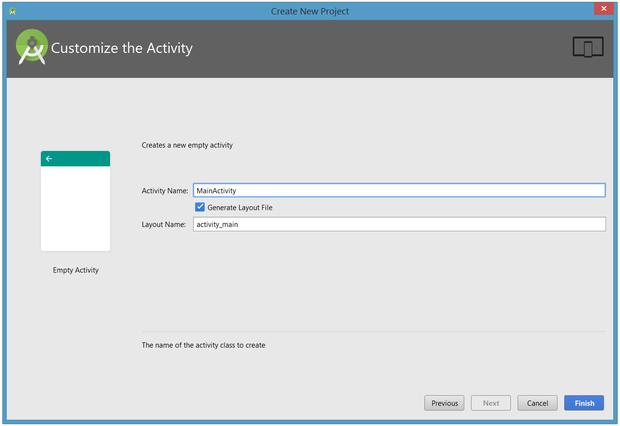 Create New Project
Customize the Activity
Creates a new empty activity
Activity Name: MainActivity
Generate Layout File
Layout Name: activity_main
Empty Activity
The name of the activity class to create
Previous Next Cancel Finish